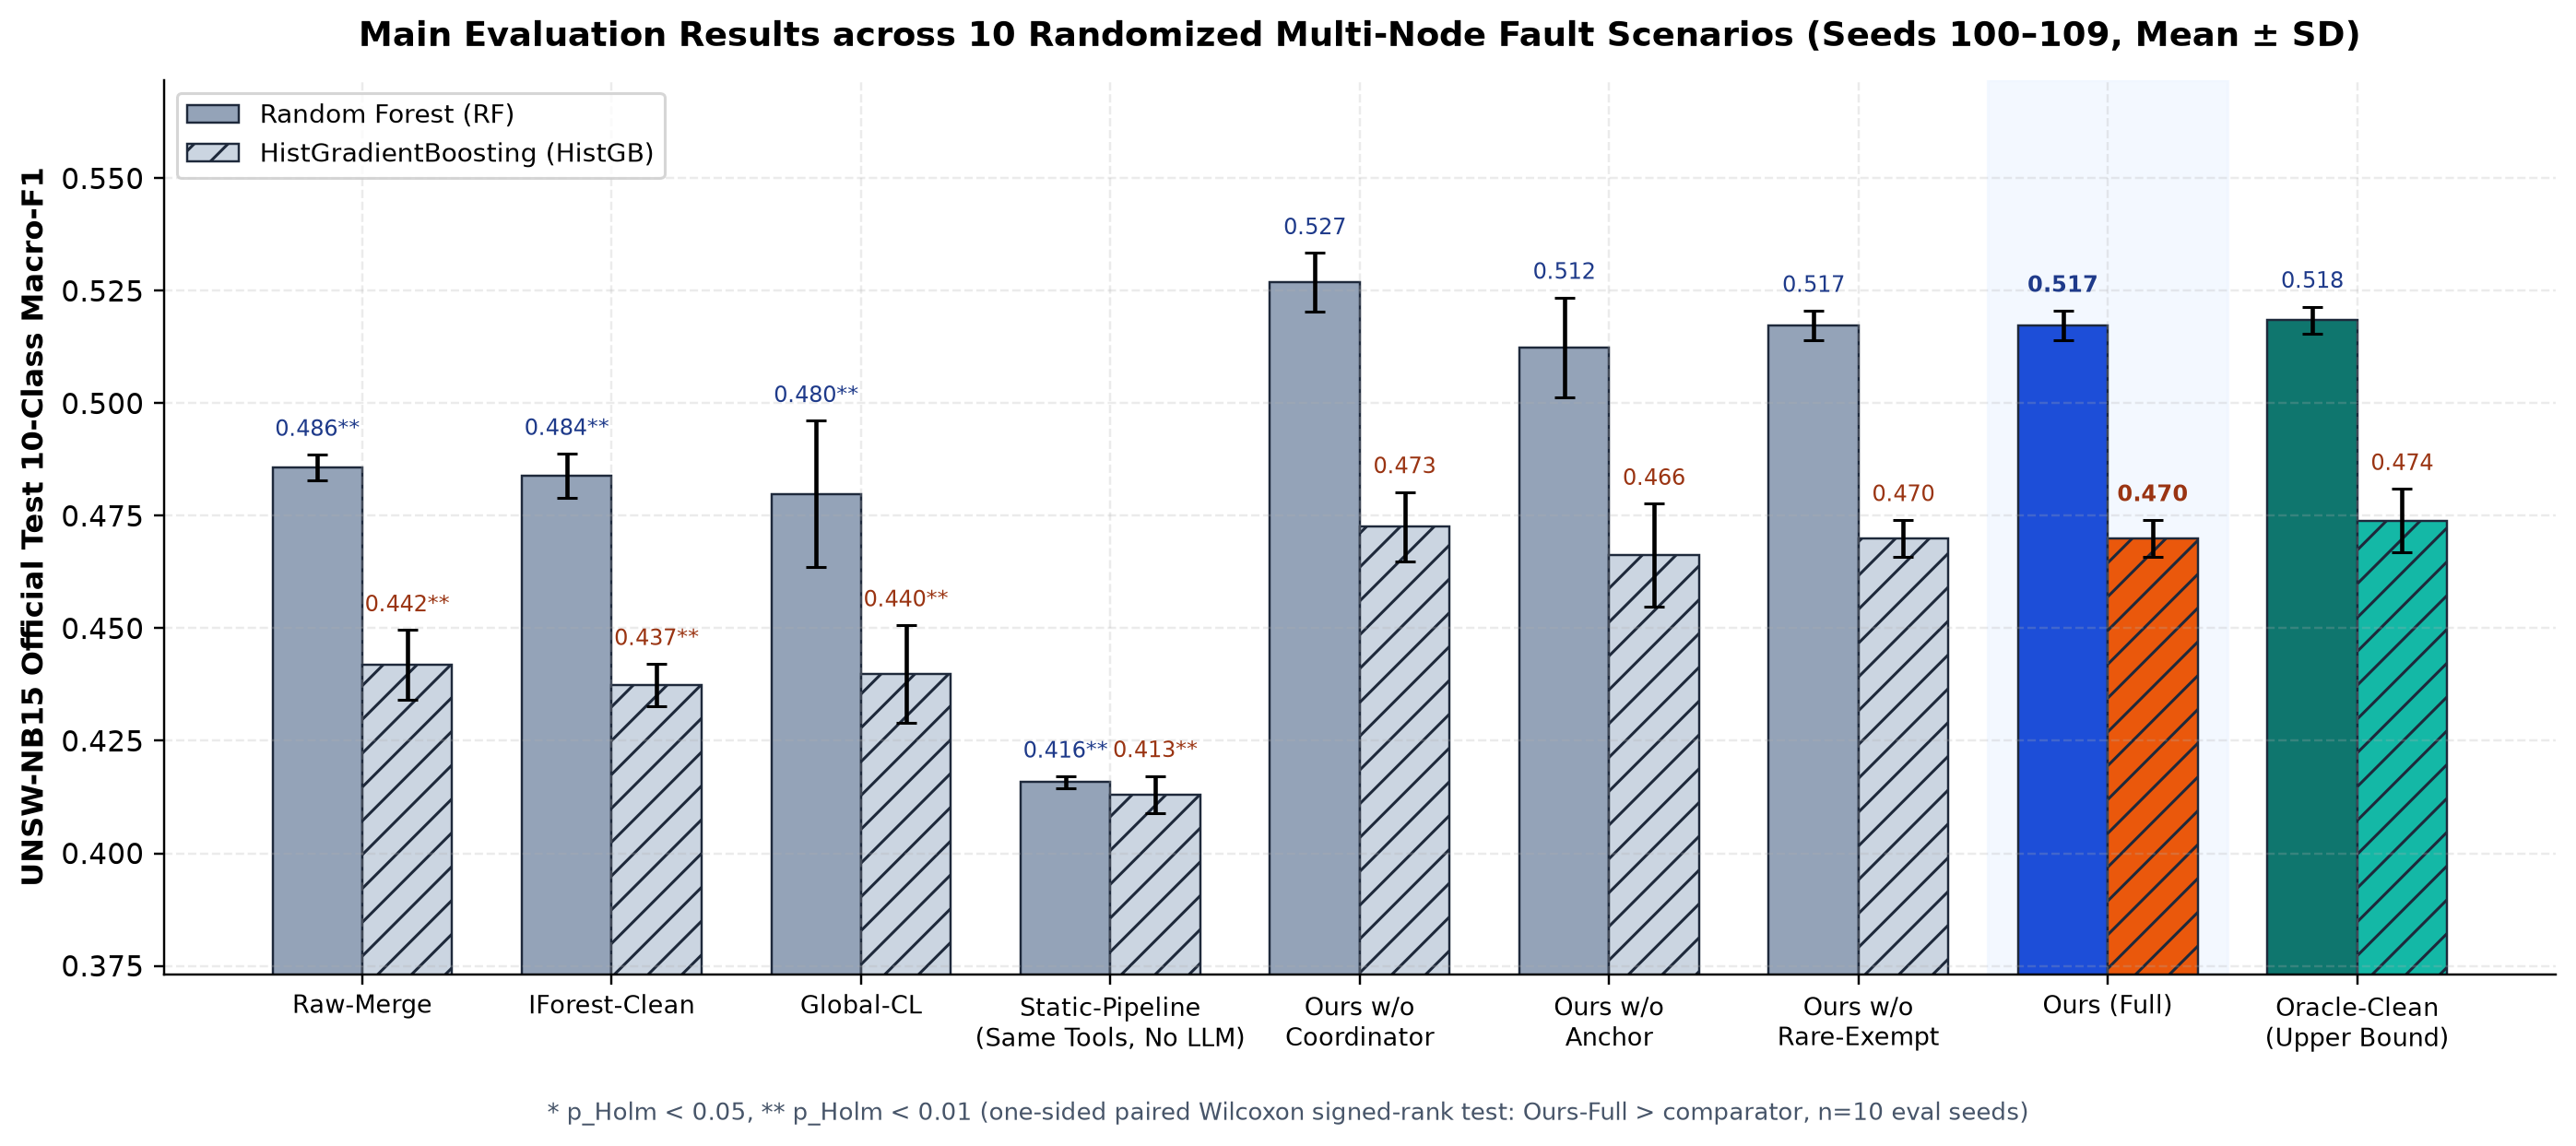 Main Evaluation Results across 10 Randomized Multi-Node Fault Scenarios (Seeds 100–109, Mean ± SD)
Random Forest (RF)
HistGradientBoosting (HistGB)
UNSW-NB15 Official Test 10-Class Macro-F1
0.550
0.525
0.500
0.475
0.450
0.425
0.400
0.375
0.486**
0.442**
0.484**
0.437**
0.480**
0.440**
0.416**
0.413**
0.527
0.473
0.512
0.466
0.517
0.470
0.517
0.470
0.518
0.474
Raw-Merge
IForest-Clean
Global-CL
Static-Pipeline
(Same Tools, No LLM)
Ours w/o
Coordinator
Ours w/o
Anchor
Ours w/o
Rare-Exempt
Ours (Full)
Oracle-Clean
(Upper Bound)
* p_Holm < 0.05, ** p_Holm < 0.01 (one-sided paired Wilcoxon signed-rank test: Ours-Full > comparator, n=10 eval seeds)